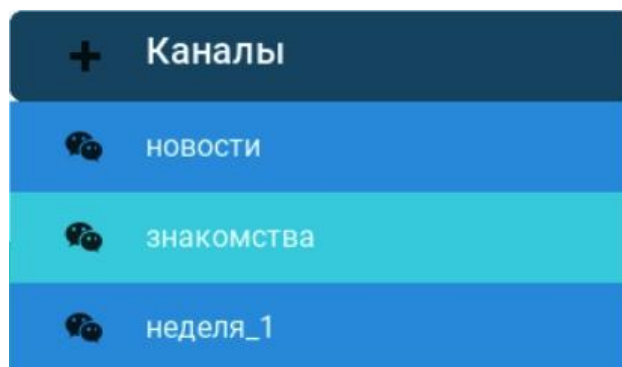 Каналы
новости
знакомства
неделя_1